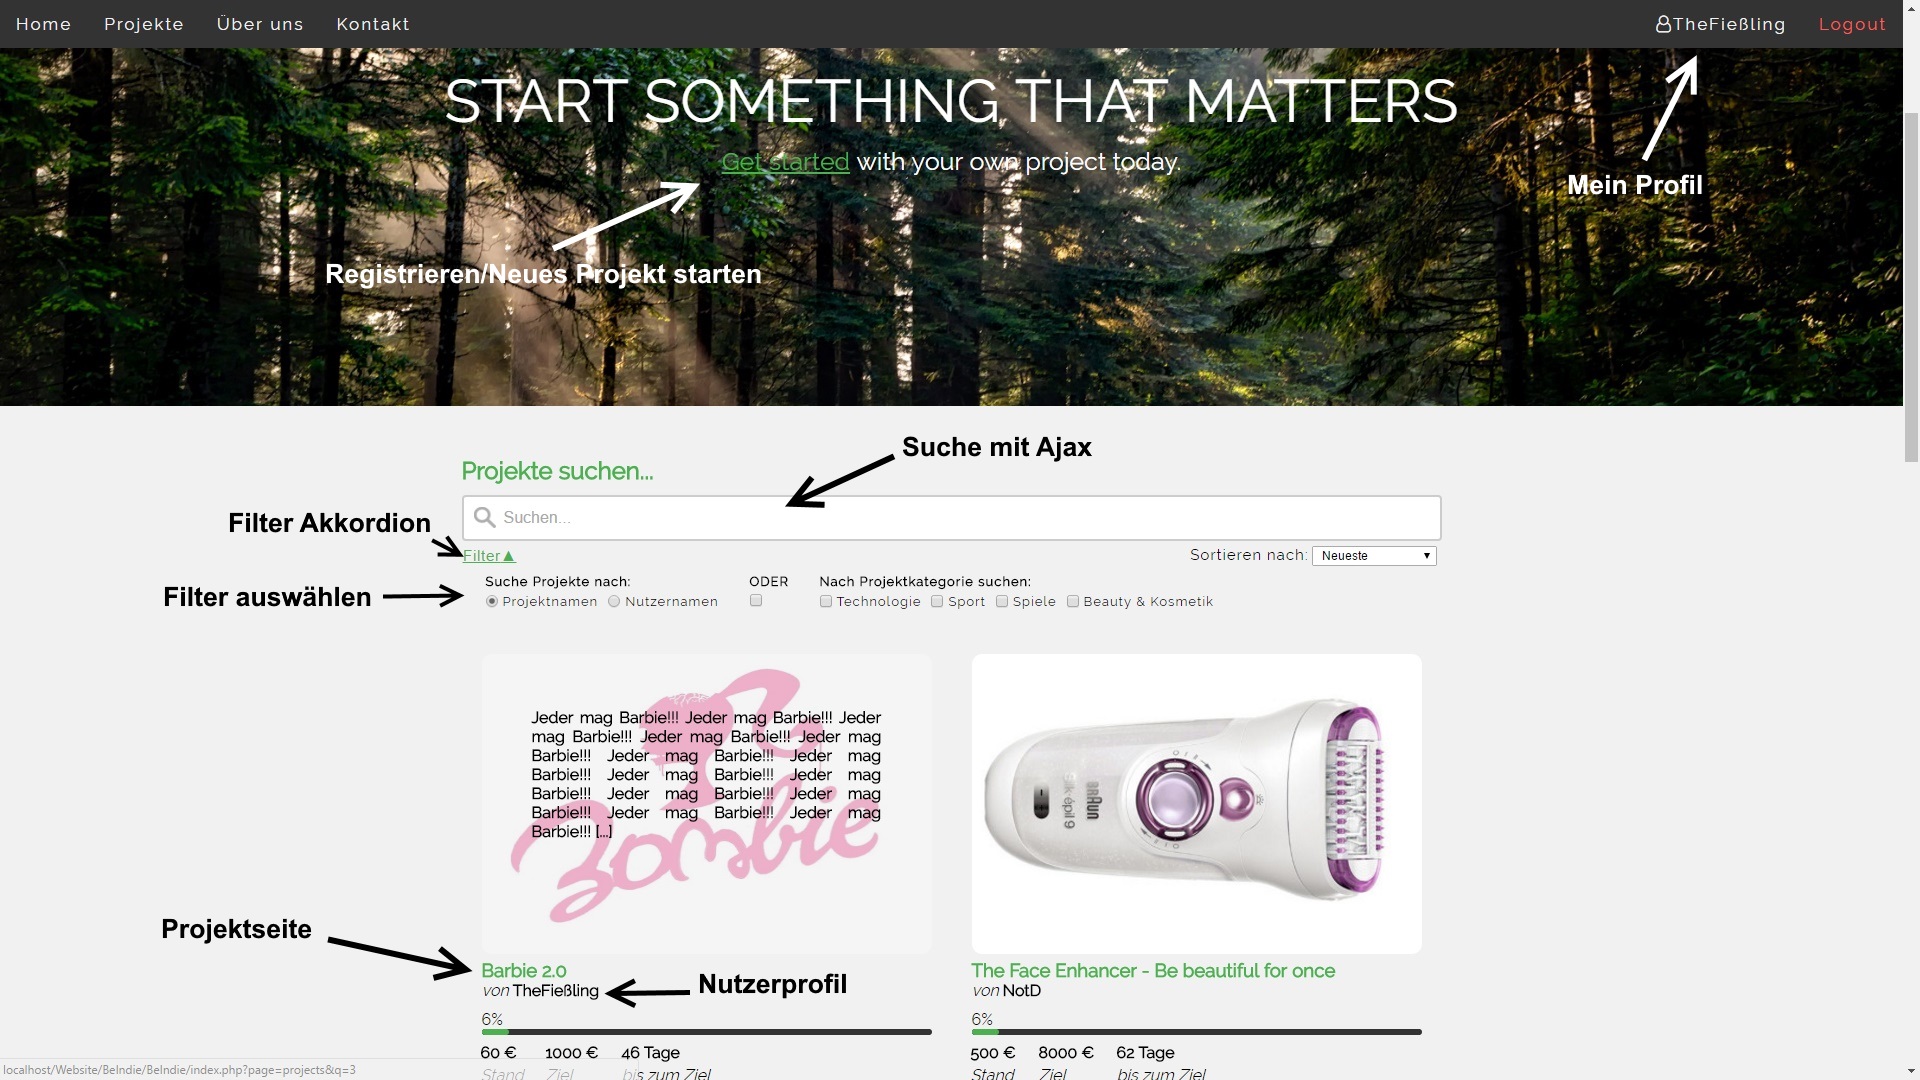 Home Projekte Über uns Kontakt TheFießling Logout
START SOMETHING THAT MATTERS
Get started with your own project today.
Mein Profil
Registrieren/Neues Projekt starten
Suche mit Ajax
Projekte suchen...
Suchen...
Filter Akkordion
Filter▲ Sortieren nach: Neueste
Filter auswählen
Suche Projekte nach: ODER Nach Projektkategorie suchen:
Projektnamen Nutzernamen Technologie Sport Spiele Beauty & Kosmetik
Jeder mag Barbie!!! Jeder mag Barbie!!! Jeder
mag Barbie!!! Jeder mag Barbie!!! Jeder mag
Barbie!!! Jeder mag Barbie!!! Jeder mag
Barbie!!! Jeder mag Barbie!!! Jeder mag
Barbie!!! Jeder mag Barbie!!! Jeder mag
Barbie!!! Jeder mag Barbie!!! Jeder mag
Barbie!!! [...]
Zombie
BRAUN
Silk·épil 9
Projektseite
Barbie 2.0
von TheFießling
Nutzerprofil
6%
60 € 1000 € 46 Tage
Stand Ziel bis zum Ziel
The Face Enhancer - Be beautiful for once
von NotD
6%
500 € 8000 € 62 Tage
Stand Ziel bis zum Ziel
localhost/Website/BeIndie/BeIndie/index.php?page=projects&q=3